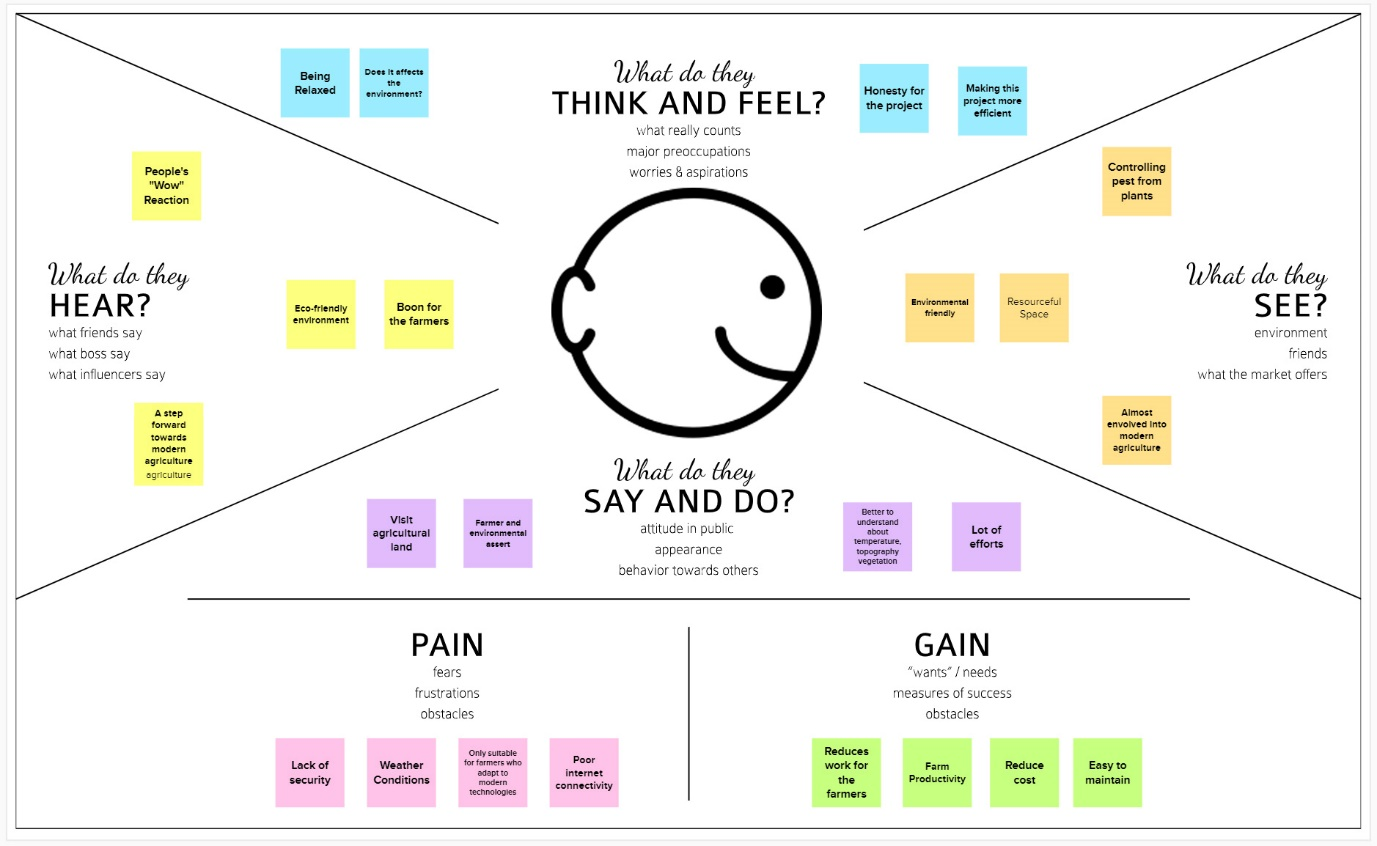 What do they
THINK AND FEEL?
what really counts
major preoccupations
worries & aspirations
Being
Relaxed
Does it affects
the
environment?
Honesty for
the project
Making this
project more
efficient
What do they
HEAR?
what friends say
what boss say
what influencers say
People's
"Wow"
Reaction
Eco-friendly
environment
Boon for
the farmers
A step
forward
towards
modern
agriculture
agriculture
What do they
SEE?
environment
friends
what the market offers
Controlling
pest from
plants
Environmental
friendly
Resourceful
Space
Almost
envolved into
modern
agriculture
What do they
SAY AND DO?
attitude in public
appearance
behavior towards others
Visit
agricultural
land
Farmer and
environmental
assert
Better to
understand
about
temperature,
topography
vegetation
Lot of
efforts
PAIN
fears
frustrations
obstacles
Lack of
security
Weather
Conditions
Only suitable
for farmers who
adapt to
modern
technologies
Poor
internet
connectivity
GAIN
"wants" / needs
measures of success
obstacles
Reduces
work for
the
farmers
Farm
Productivity
Reduce
cost
Easy to
maintain